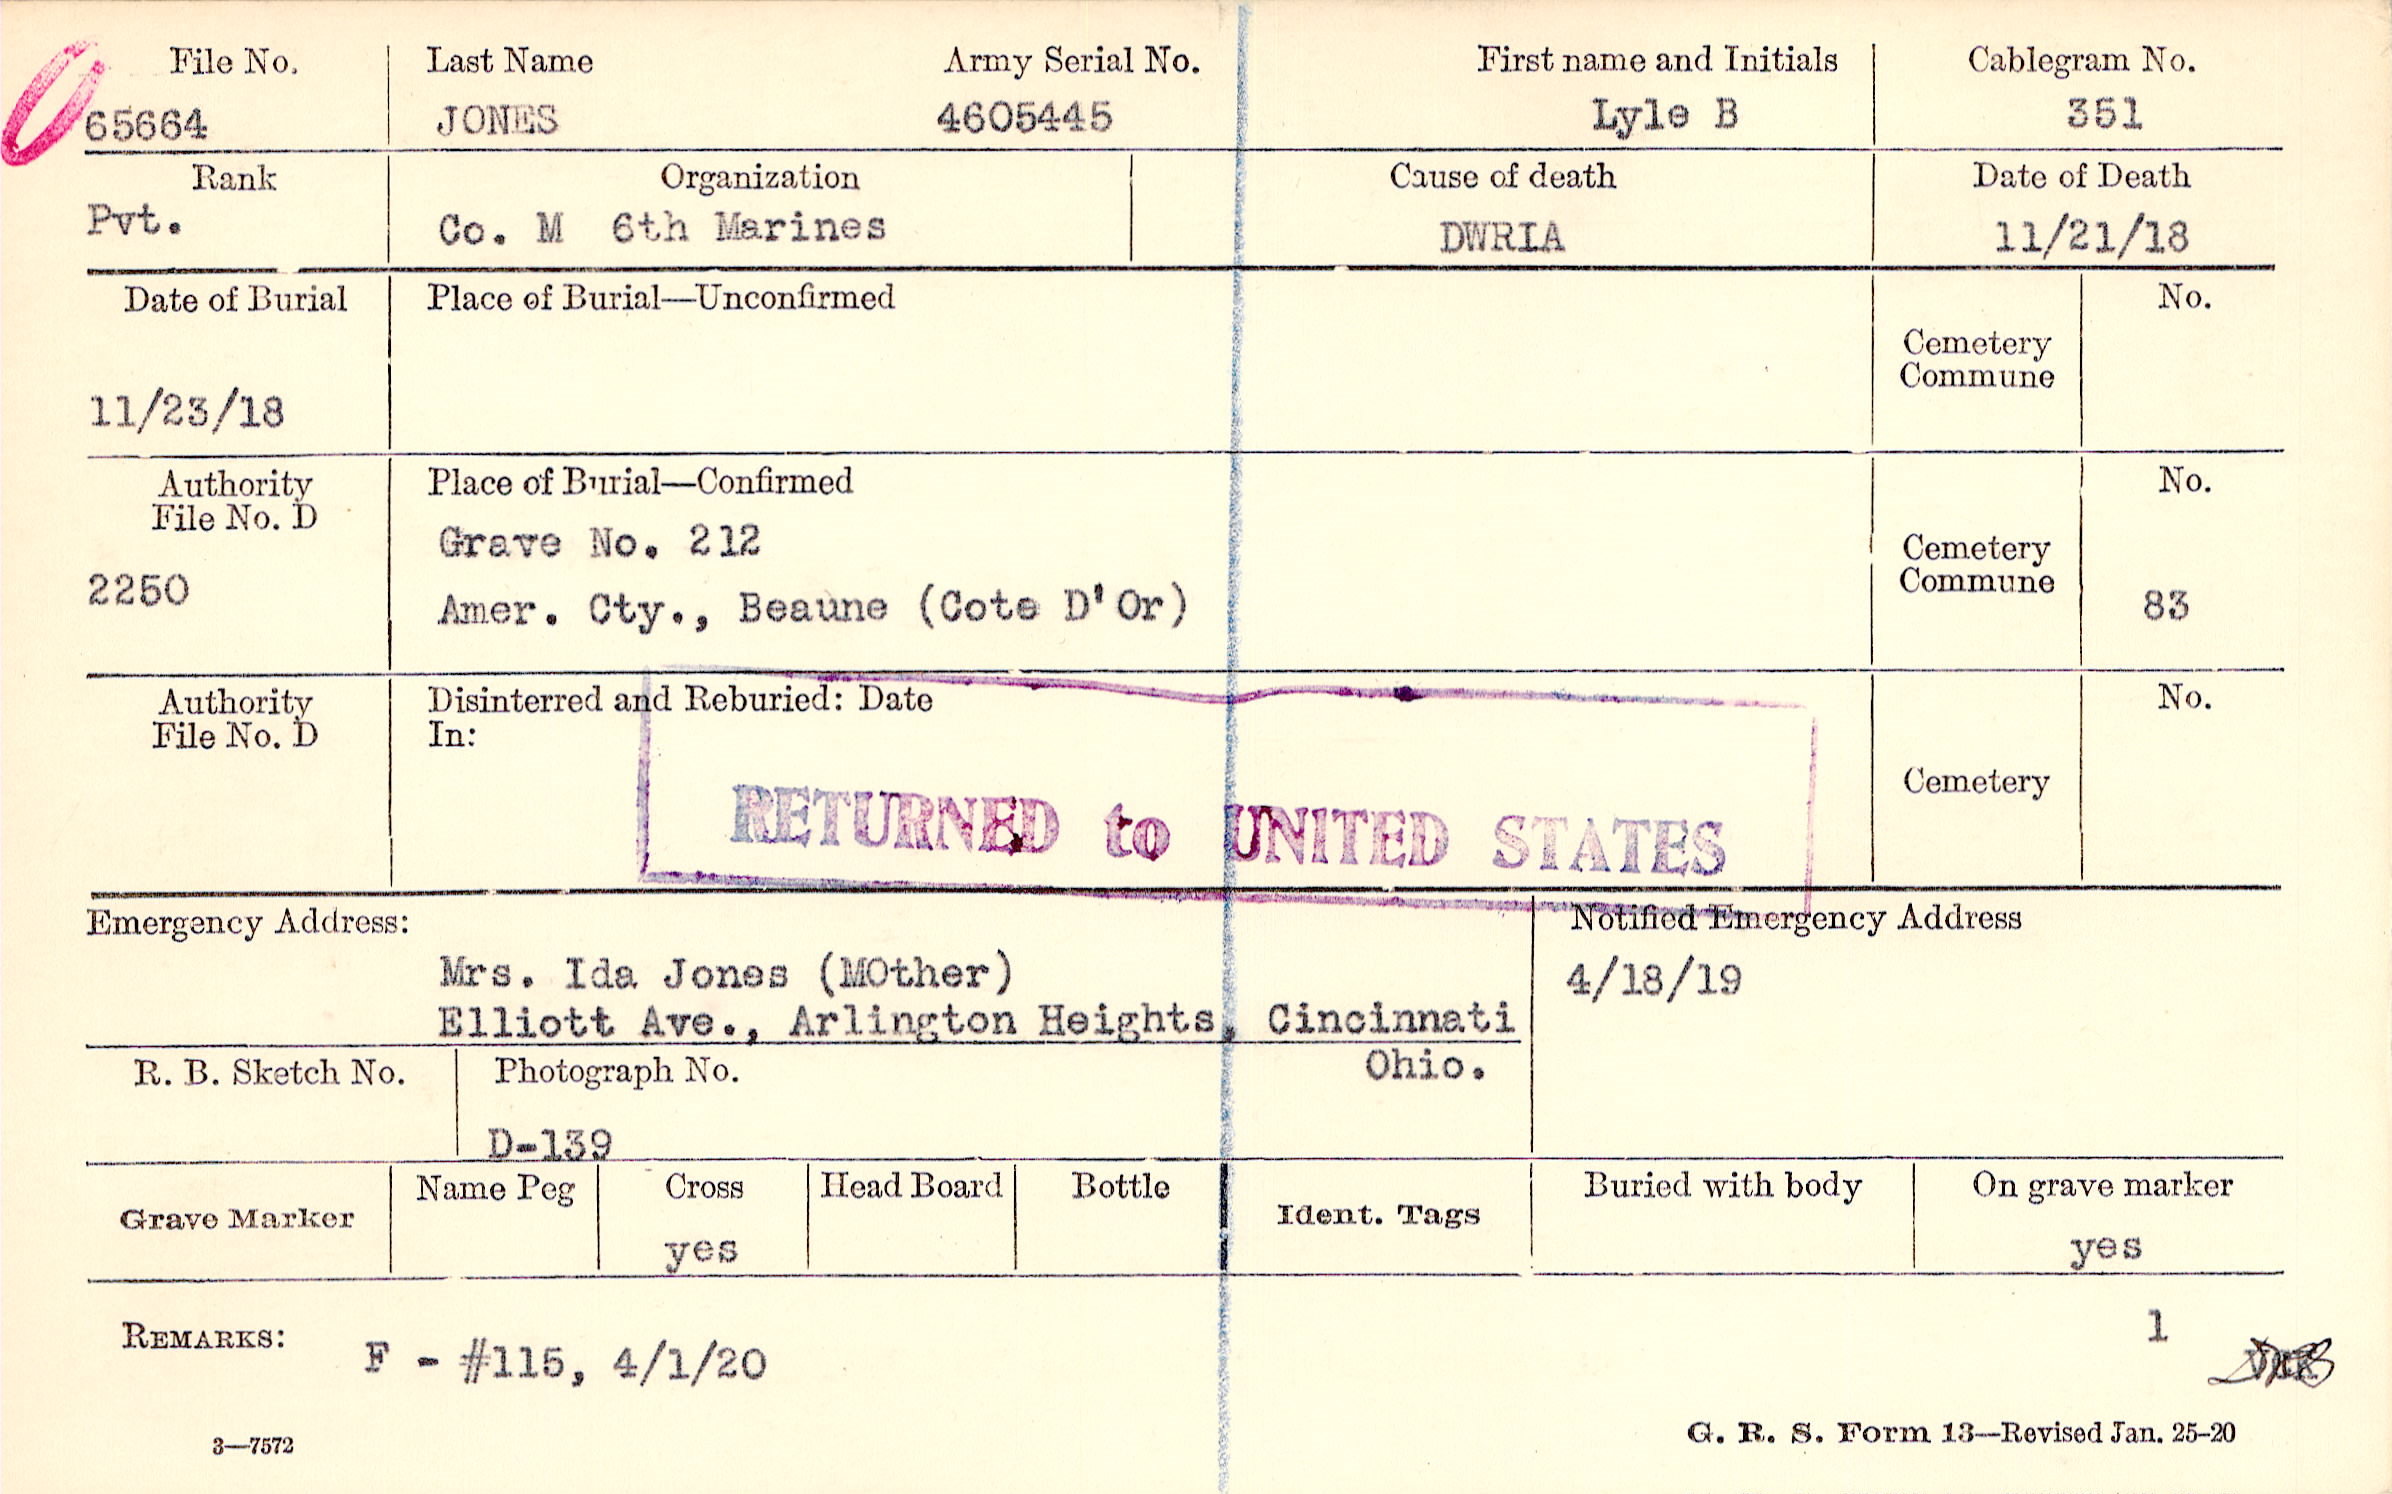 File No. Last Name Army Serial No. First name and Initials Cablegram No.
65664 JONES 4605445 Lyle B 351
Rank Organization Cause of death Date of Death
Pvt. Co. M 6th Marines DWRIA 11/21/18
Date of Burial Place of Burial—Unconfirmed No.
Cemetery
Commune
11/23/18
Authority Place of Burial—Confirmed No.
File No. D
Grave No. 212
Cemetery
Commune
2250 Amer. Cty., Beaune (Cote D'Or) 83
Authority Disinterred and Reburied: Date No.
File No. D In:
Cemetery
RETURNED to UNITED STATES
Emergency Address: Notified Emergency Address
Mrs. Ida Jones (MOther) 4/18/19
Elliott Ave., Arlington Heights, Cincinnati
Ohio.
R. B. Sketch No. Photograph No.
D-139
Name Peg Cross Head Board Bottle Buried with body On grave marker
Grave Marker Ident. Tags
yes yes
1
REMARKS: F - #115, 4/1/20
3—7572 G. R. S. Form 13—Revised Jan. 25-20